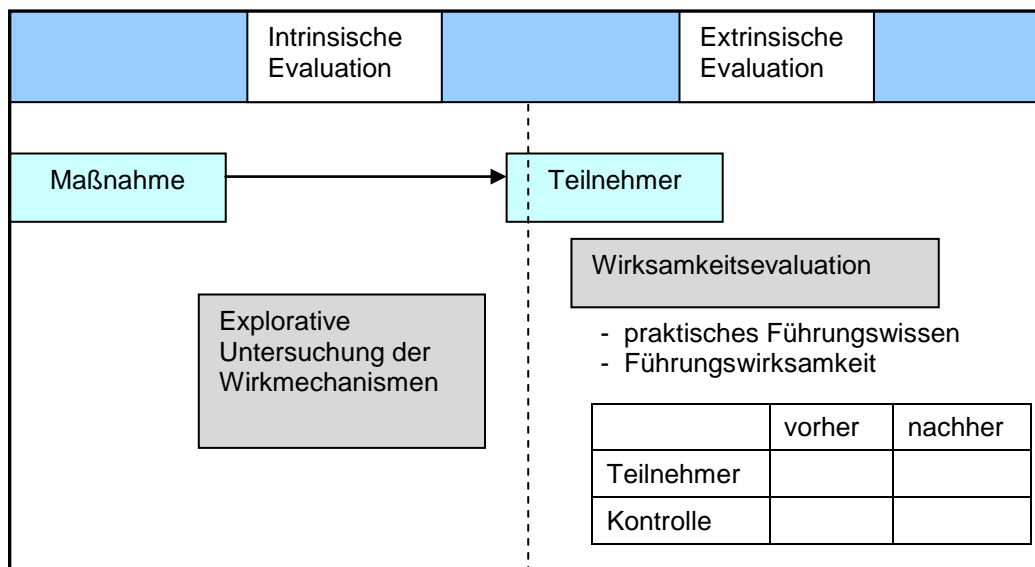 Intrinsische
Evaluation
Extrinsische
Evaluation
Maßnahme
Teilnehmer
Explorative
Untersuchung der
Wirkmechanismen
Wirksamkeitsevaluation
- praktisches Führungswissen
- Führungswirksamkeit
vorher nachher
Teilnehmer
Kontrolle